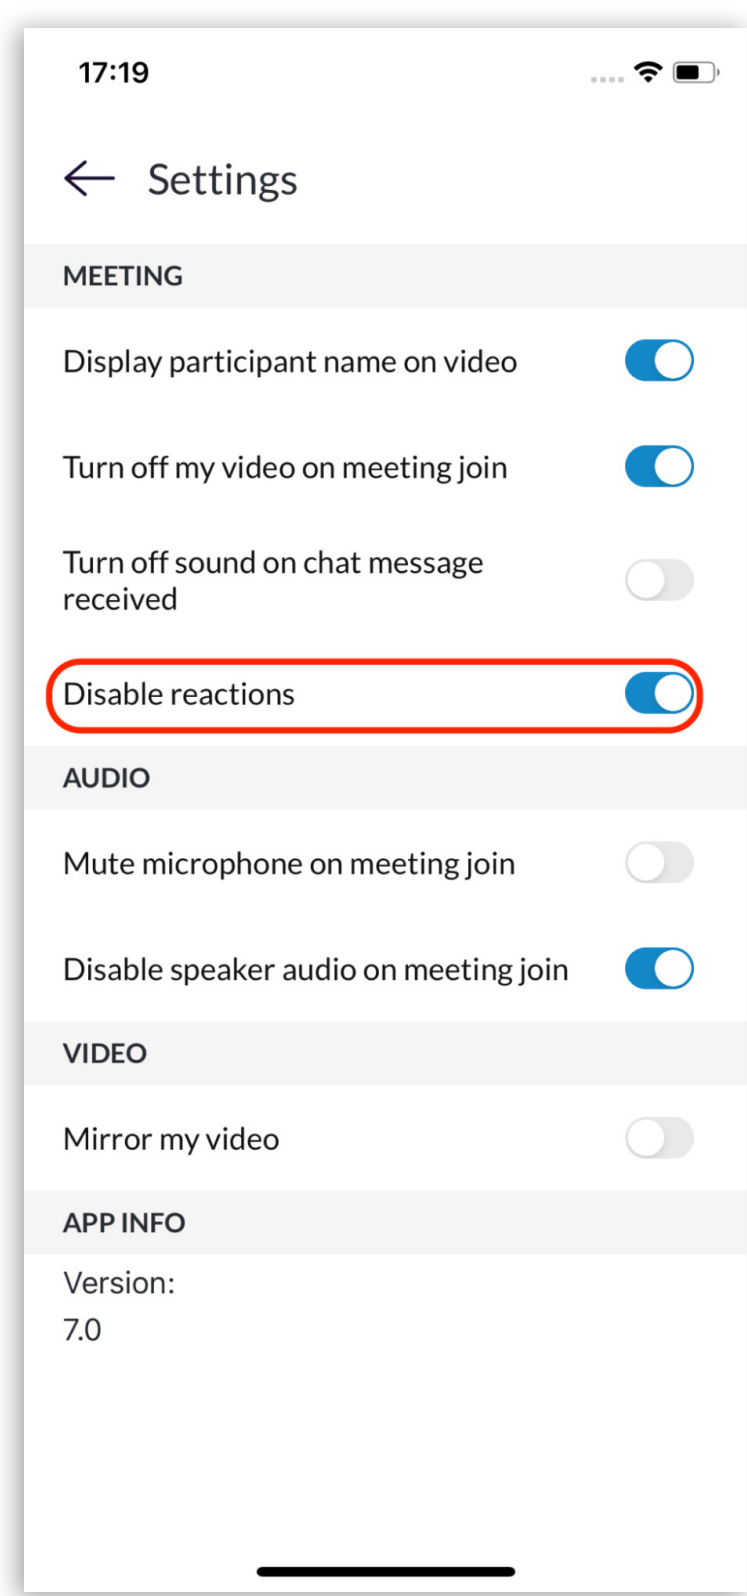 17:19
Settings
MEETING
Display participant name on video
Turn off my video on meeting join
Turn off sound on chat message
received
Disable reactions
AUDIO
Mute microphone on meeting join
Disable speaker audio on meeting join
VIDEO
Mirror my video
APP INFO
Version:
7.0